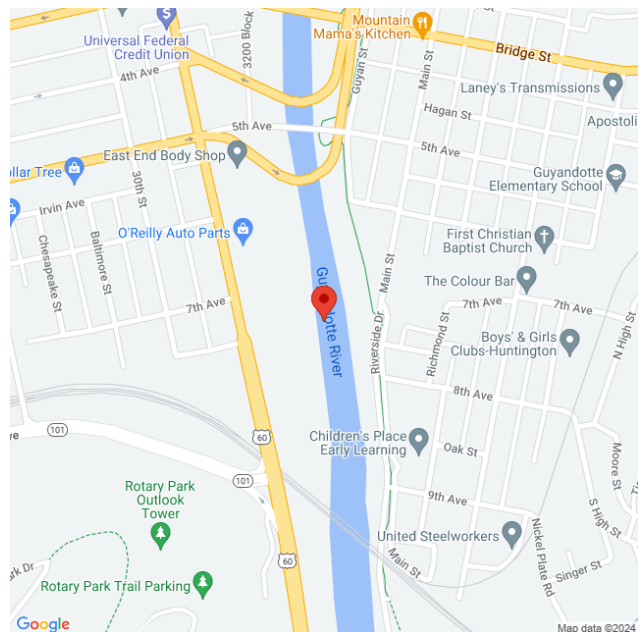 Universal Federal
Credit Union
3200 Block
Mountain
Mama's Kitchen
Bridge St
Guyan St
Main St
4th Ave
Laney's Transmissions
Hagan St
Apostoli
5th Ave
5th Ave
East End Body Shop
ollar Tree
30th St
Guyandotte
Elementary School
Irvin Ave
O'Reilly Auto Parts
Chesapeake St
Baltimore St
First Christian
Baptist Church
Main St
The Colour Bar
7th Ave
7th Ave
7th Ave
Riverside Dr
Richmond St
Boys' & Girls
Clubs-Huntington
N High St
8th Ave
101
60
Children's Place
Early Learning
Oak St
Moore St
101
Rotary Park
Outlook
Tower
9th Ave
S High St
United Steelworkers
Nickel Plate Rd
60
Main St
Singer St
ark Dr
Rotary Park Trail Parking
Google
Map data ©2024